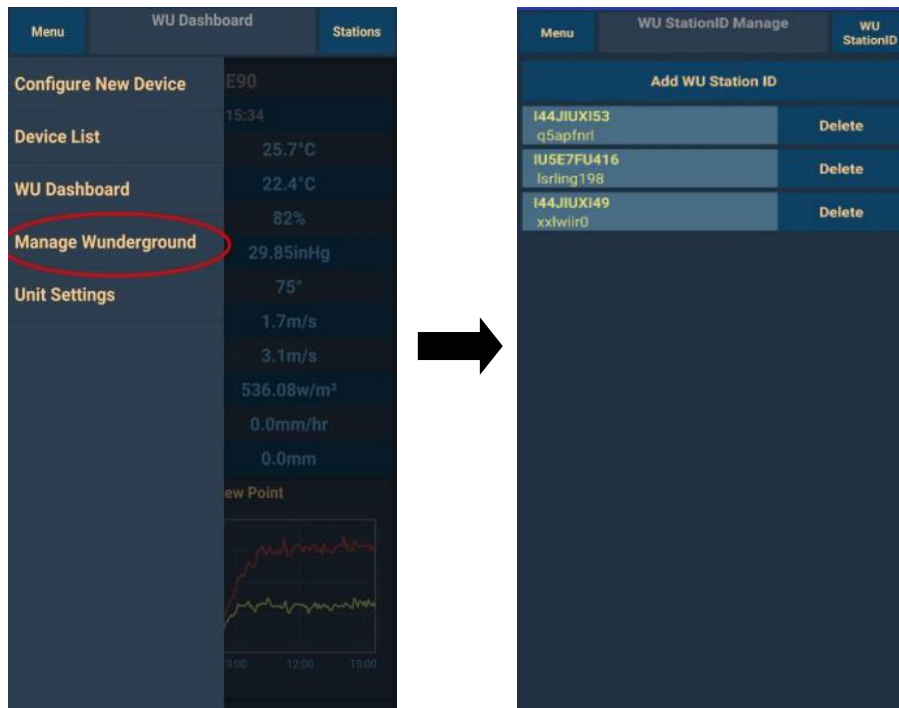 WU Dashboard
Menu
Stations
Configure New Device
Device List
WU Dashboard
Manage Wunderground
Unit Settings
E90
15:34
25.7°C
22.4°C
82%
29.85inHg
75°
1.7m/s
3.1m/s
536.08w/m²
0.0mm/hr
0.0mm
ew Point
9:00 12:00 15:00
WU StationID Manage
Menu
WU
StationID
Add WU Station ID
I44JIUXI53
q5apfnrl
Delete
IU5E7FU416
lsrling198
Delete
I44JIUXI49
xxlwiir0
Delete